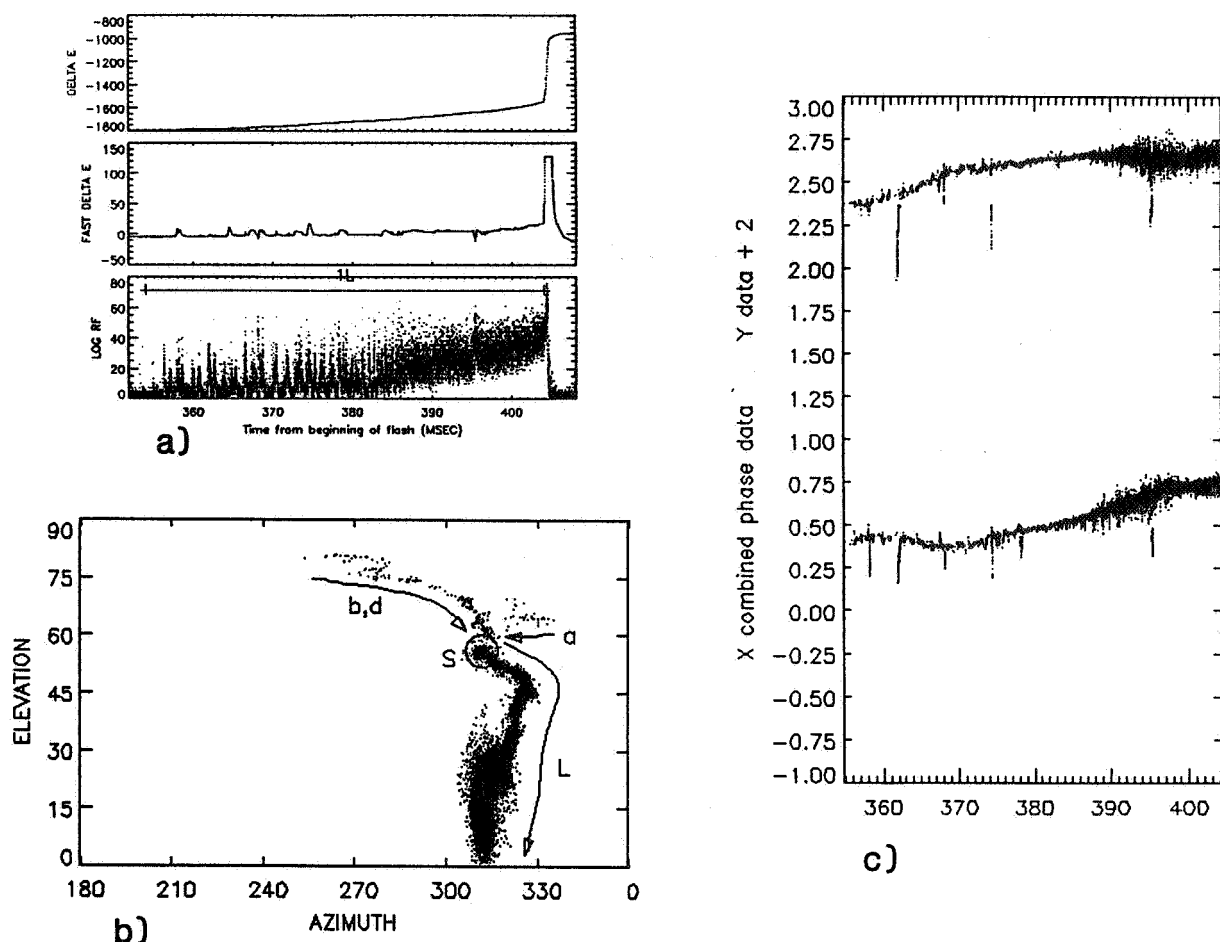 -800
-1000
-1200
-1400
-1600
-1800
DELTA E
150
100
50
0
-50
FAST DELTA E
1L
80
60
40
20
0
LOG RF
360 370 380 390 400
Time from beginning of flash (MSEC)
a)
90
75
60
45
30
15
0
ELEVATION
b,d
a
S
L
180 210 240 270 300 330 0
AZIMUTH
b)
3.00
2.75
2.50
2.25
2.00
1.75
1.50
1.25
1.00
0.75
0.50
0.25
0.00
-0.25
-0.50
-0.75
-1.00
X combined phase data Y data + 2
360 370 380 390 400
c)